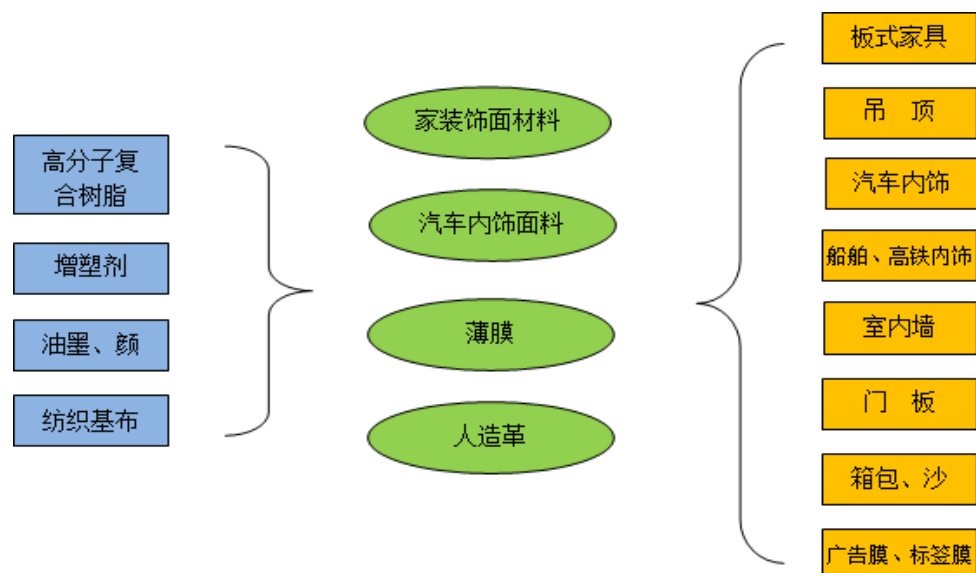 高分子复
合树脂
增塑剂
油墨、颜
纺织基布
家装饰面材料
汽车内饰面料
薄膜
人造革
板式家具
吊 顶
汽车内饰
船舶、高铁内饰
室内墙
门 板
箱包、沙
广告膜、标签膜